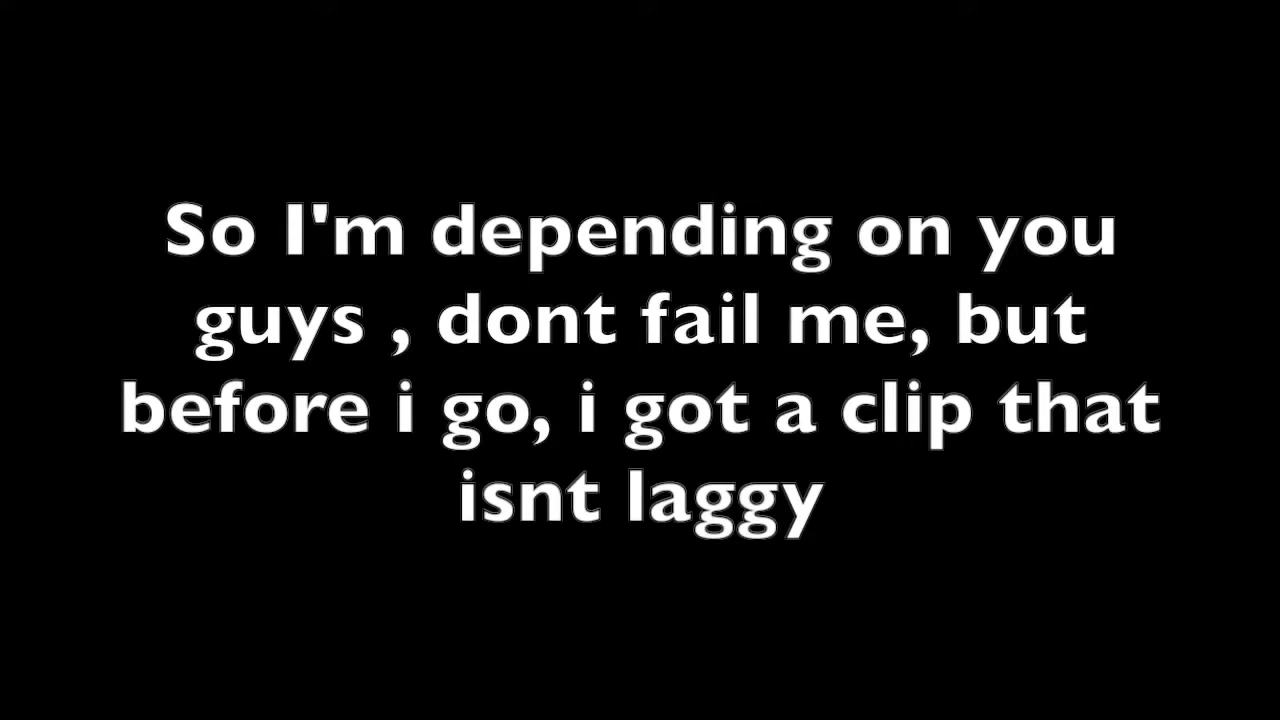 So I'm depending on you
guys , dont fail me, but
before i go, i got a clip that
isnt laggy